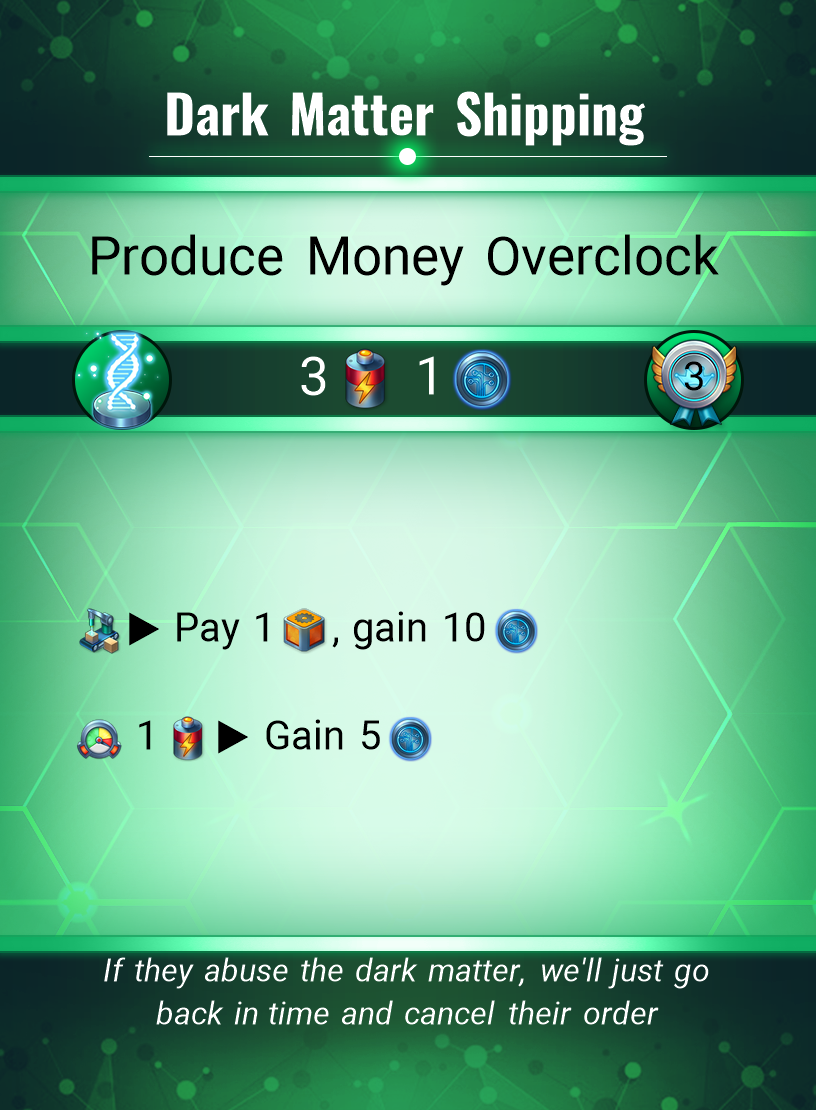 Dark Matter Shipping
Produce Money Overclock
3 1 3
Pay 1 , gain 10
1 Gain 5
If they abuse the dark matter, we'll just go
back in time and cancel their order